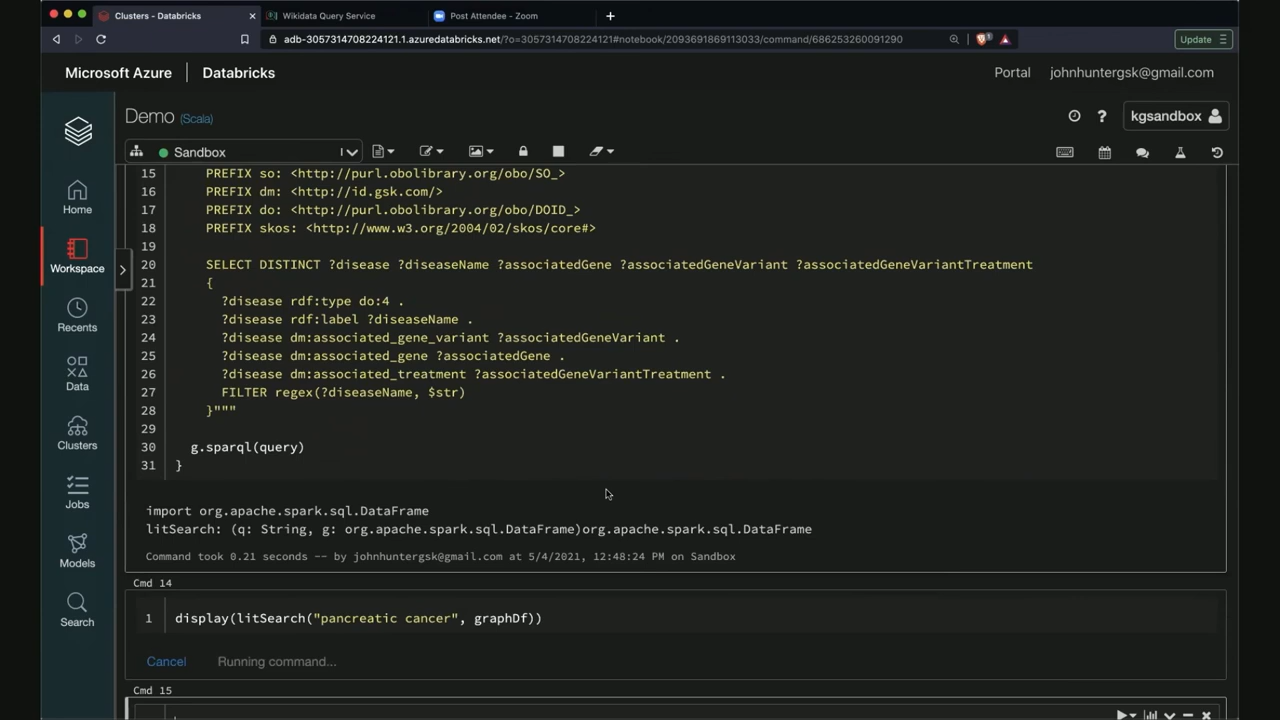 Clusters - Databricks
Wikidata Query Service
Post Attendee - Zoom
adb-3057314708224121.1.azuredatabricks.net/?o=3057314708224121#notebook/2093691869113033/command/686253260091290
Update
Microsoft Azure | Databricks
Portal
johnhuntergsk@gmail.com
Demo (Scala)
? kgsandbox
Sandbox
Home
Workspace
Recents
Data
Clusters
Jobs
Models
Search
15 PREFIX so: <http://purl.obolibrary.org/obo/SO_>
16 PREFIX dm: <http://id.gsk.com/>
17 PREFIX do: <http://purl.obolibrary.org/obo/DOID_>
18 PREFIX skos: <http://www.w3.org/2004/02/skos/core#>
19
20 SELECT DISTINCT ?disease ?diseaseName ?associatedGene ?associatedGeneVariant ?associatedGeneVariantTreatment
21 {
22 ?disease rdf:type do:4 .
23 ?disease rdf:label ?diseaseName .
24 ?disease dm:associated_gene_variant ?associatedGeneVariant .
25 ?disease dm:associated_gene ?associatedGene .
26 ?disease dm:associated_treatment ?associatedGeneVariantTreatment .
27 FILTER regex(?diseaseName, $str)
28 }"""
29
30 g.sparql(query)
31 }
import org.apache.spark.sql.DataFrame
litSearch: (q: String, g: org.apache.spark.sql.DataFrame)org.apache.spark.sql.DataFrame
Command took 0.21 seconds -- by johnhuntergsk@gmail.com at 5/4/2021, 12:48:24 PM on Sandbox
Cmd 14
1 display(litSearch("pancreatic cancer", graphDf))
Cancel Running command...
Cmd 15